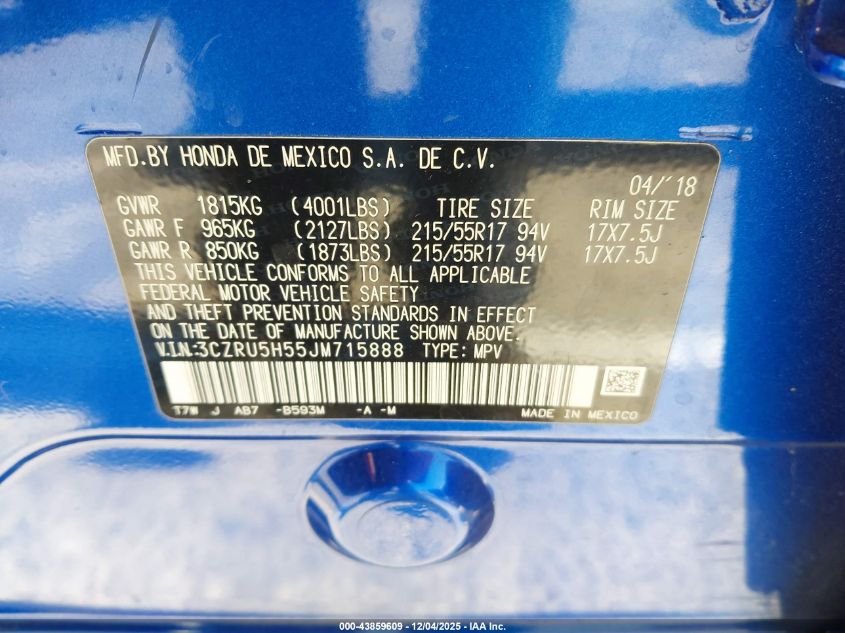 MFD.BY HONDA DE MEXICO S.A. DE C.V.
04/'18
GVWR 1815KG (4001LBS) TIRE SIZE RIM SIZE
GAWR F 965KG (2127LBS) 215/55R17 94V 17X7.5J
GAWR R 850KG (1873LBS) 215/55R17 94V 17X7.5J
THIS VEHICLE CONFORMS TO ALL APPLICABLE
FEDERAL MOTOR VEHICLE SAFETY
AND THEFT PREVENTION STANDARDS IN EFFECT
ON THE DATE OF MANUFACTURE SHOWN ABOVE.
V.I.N.:3CZRU5H55JM715888 TYPE: MPV
T7W J AB7 -B593M -A -M MADE IN MEXICO
000-43859609 - 12/04/2025 - IAA Inc.